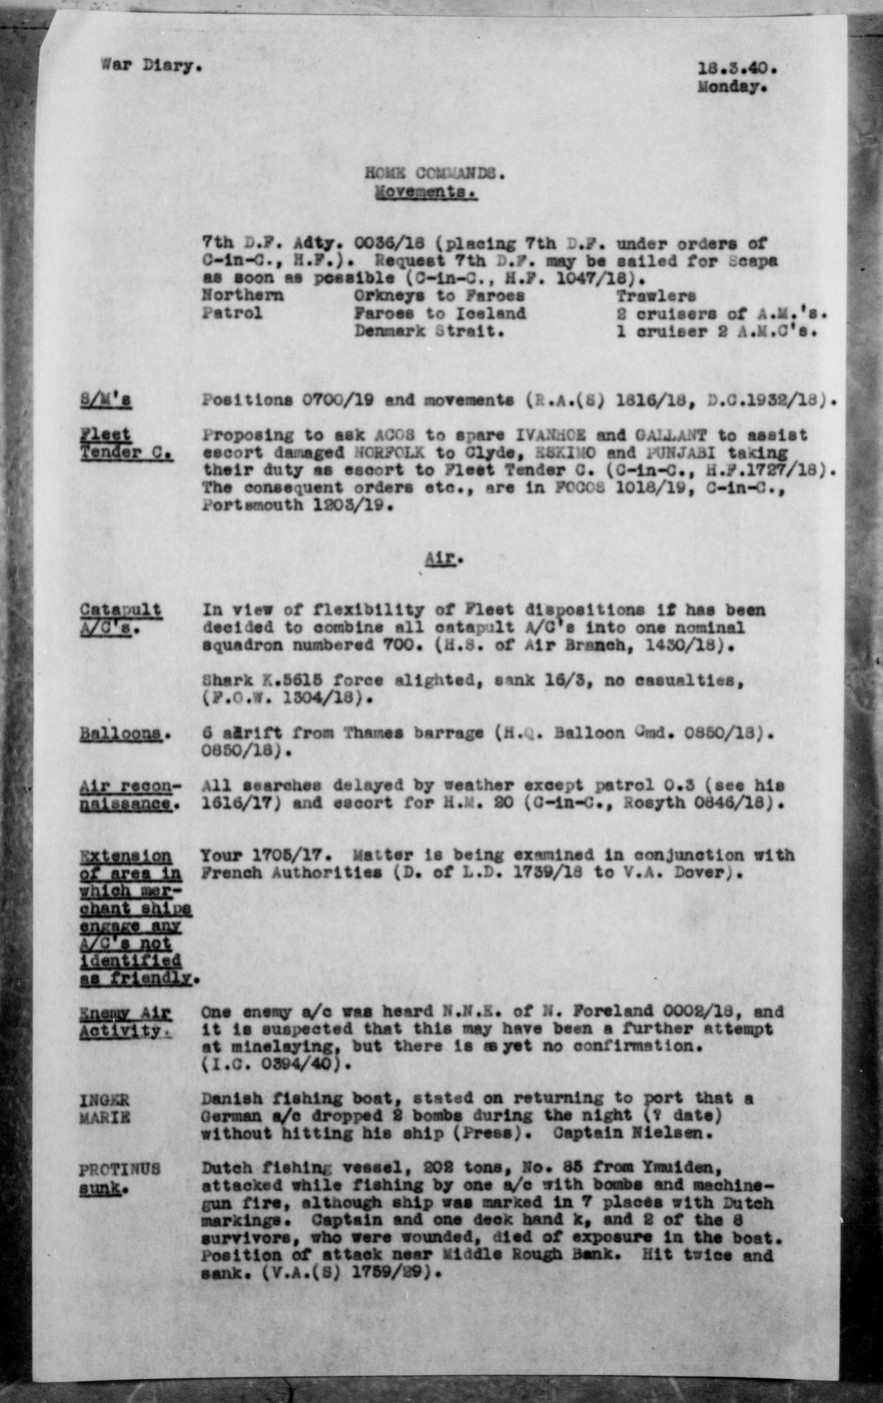 War Diary.
18.3.40.
Monday.
HOME COMMANDS.
Movements.
7th D.F. Adty. 0036/18 (placing 7th D.F. under orders of
C-in-C., H.F.). Request 7th D.F. may be sailed for Scapa
as soon as possible (C-in-C., H.F. 1047/18).
Northern Orkneys to Faroes Trawlers
Patrol Faroes to Iceland 2 cruisers of A.M.'s.
Denmark Strait. 1 cruiser 2 A.M.C's.
S/M's Positions 0700/19 and movements (R.A.(S) 1816/18, D.C.1932/18).
Fleet Proposing to ask ACOS to spare IVANHOE and GALLANT to assist
Tender C. escort damaged NORFOLK to Clyde, ESKIMO and PUNJABI taking
their duty as escort to Fleet Tender C. (C-in-C., H.F.1727/18).
The consequent orders etc., are in FOCOS 1018/19, C-in-C.,
Portsmouth 1203/19.
Air.
Catapult In view of flexibility of Fleet dispositions if has been
A/C's. decided to combine all catapult A/C's into one nominal
squadron numbered 700. (H.S. of Air Branch, 1430/18).
Shark K.5615 force alighted, sank 16/3, no casualties,
(F.O.W. 1304/18).
Balloons. 6 adrift from Thames barrage (H.Q. Balloon Cmd. 0850/18).
0850/18).
Air recon- All searches delayed by weather except patrol O.3 (see his
naissance. 1616/17) and escort for H.M. 20 (C-in-C., Rosyth 0846/18).
Extension Your 1705/17. Matter is being examined in conjunction with
of area in French Authorities (D. of L.D. 1739/18 to V.A. Dover).
which mer-
chant ships
engage any
A/C's not
identified
as friendly.
Enemy Air One enemy a/c was heard N.N.E. of N. Foreland 0002/18, and
Activity. it is suspected that this may have been a further attempt
at minelaying, but there is as yet no confirmation.
(I.C. 0394/40).
INGER Danish fishing boat, stated on returning to port that a
MARIE German a/c dropped 2 bombs during the night (? date)
without hitting his ship (Press). Captain Nielsen.
PROTINUS Dutch fishing vessel, 202 tons, No. 85 from Ymuiden,
sunk. attacked while fishing by one a/c with bombs and machine-
gun fire, although ship was marked in 7 places with Dutch
markings. Captain and one deck hand k, and 2 of the 8
survivors, who were wounded, died of exposure in the boat.
Position of attack near Middle Rough Bank. Hit twice and
sank. (V.A.(S) 1759/29).